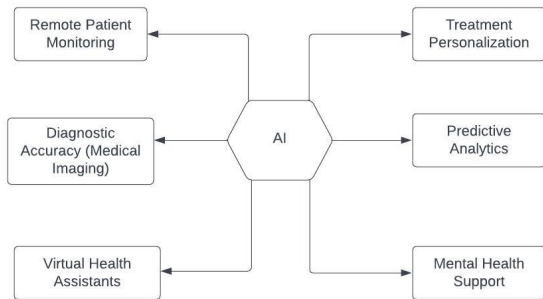 Remote Patient
Monitoring
Treatment
Personalization
Diagnostic
Accuracy (Medical
Imaging)
AI
Predictive
Analytics
Virtual Health
Assistants
Mental Health
Support